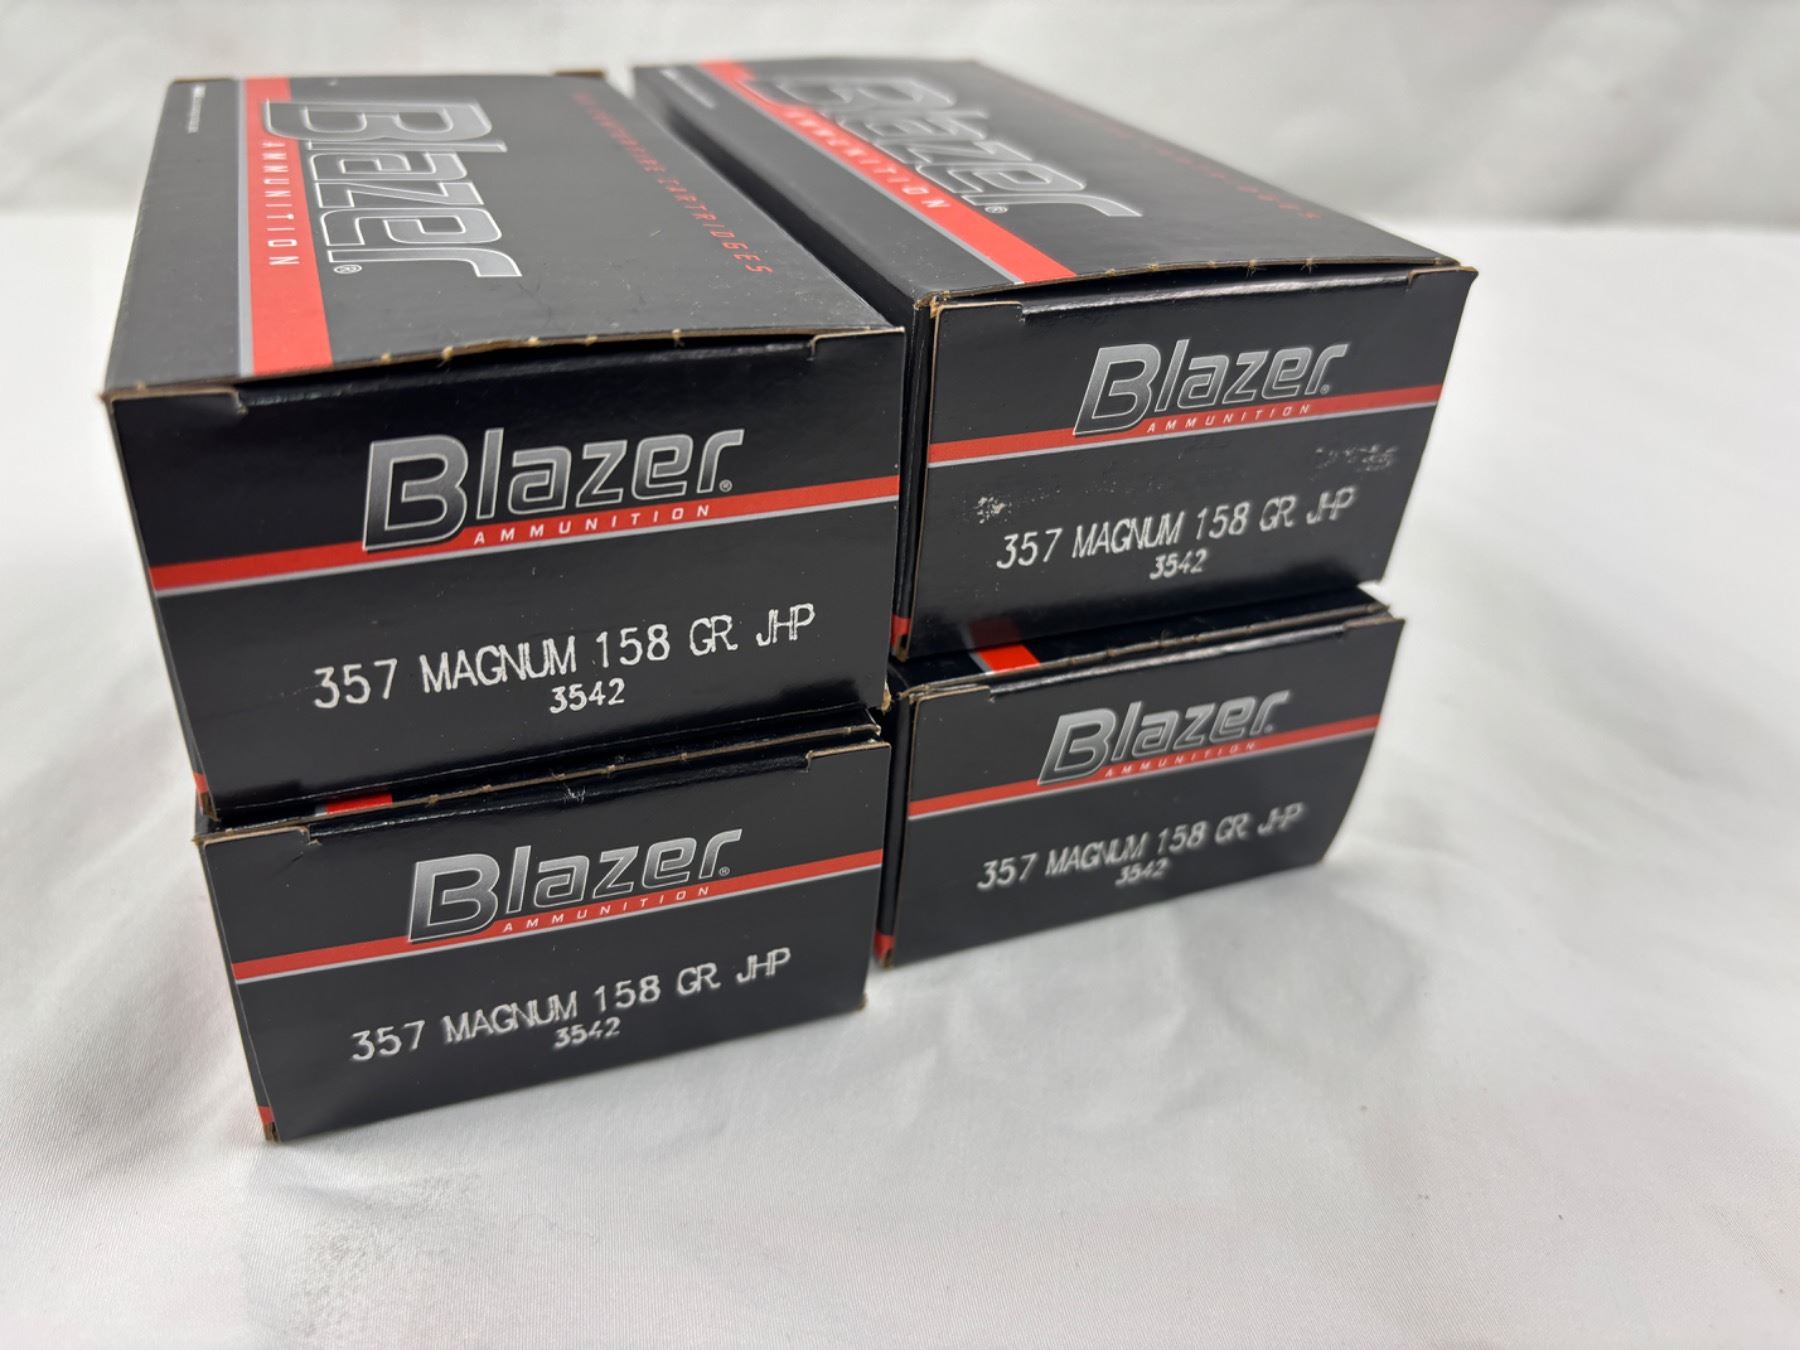 Blazer®
AMMUNITION
50 CENTERFIRE CARTRIDGES
Blazer®
AMMUNITION
Blazer®
AMMUNITION
357 MAGNUM 158 GR JHP
3542
Blazer®
AMMUNITION
357 MAGNUM 158 GR JHP
3542
Blazer®
AMMUNITION
357 MAGNUM 158 GR JHP
3542
Blazer®
AMMUNITION
357 MAGNUM 158 GR JHP
3542